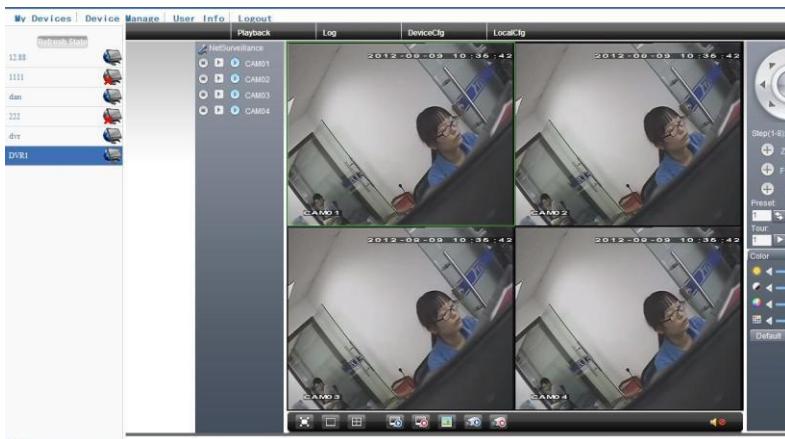 My Devices Device Manage User Info Logout
Playback Log DeviceCfg LocalCfg
Refresh State
NetSurveillance
12.88
CAM01
1111
CAM02
dan
CAM03
222
CAM04
dvr
DVR1
2012-09-09 10:35:42
2012-09-09 10:35:42
CAM01
CAM02
2012-09-09 10:35:42
2012-09-09 10:35:42
CAM03
CAM04
Step(1-8)
Z
F
Preset
1
Tour
1
Color
Default